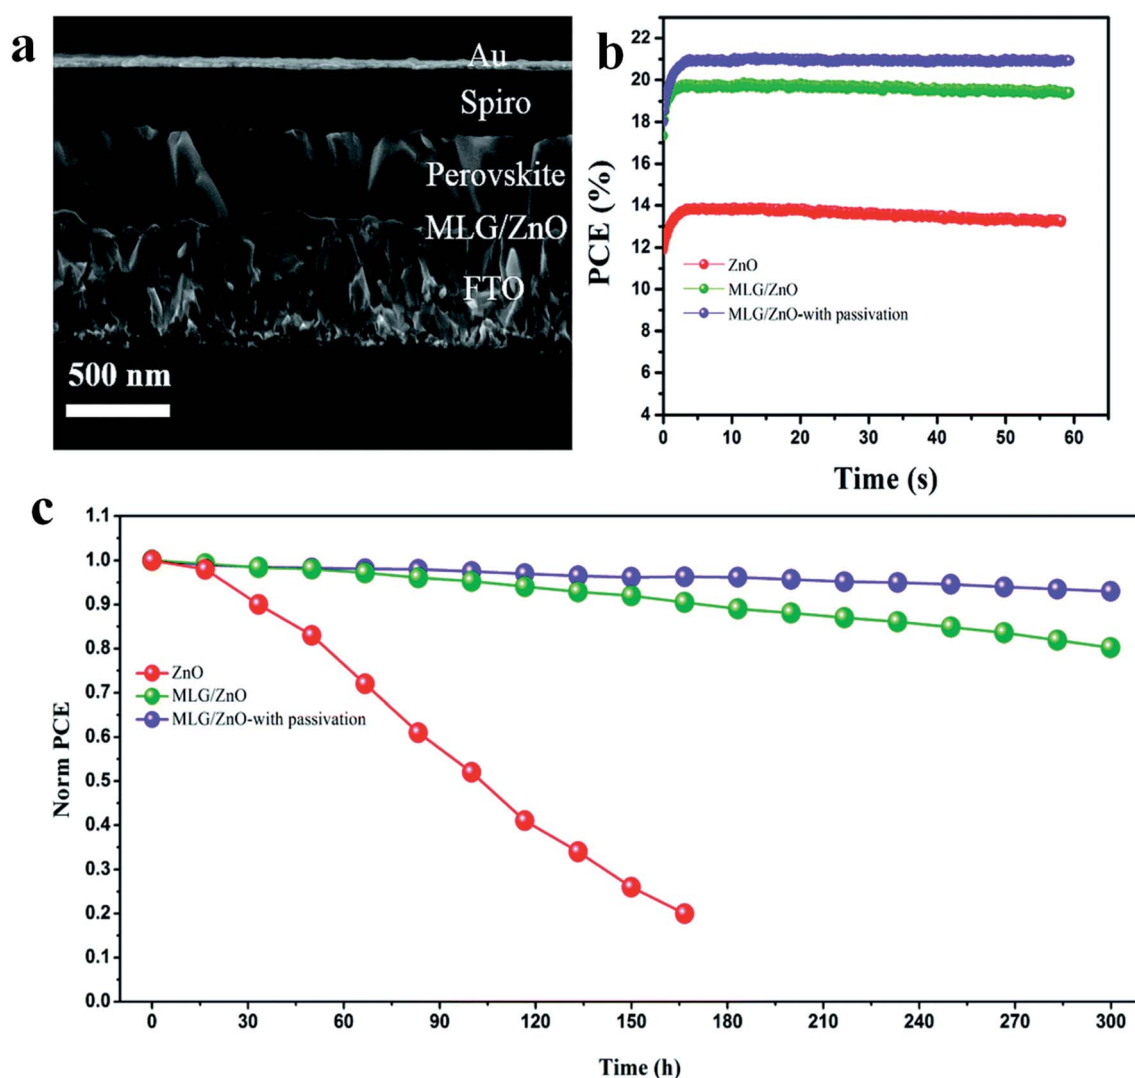 a
Au
Spiro
Perovskite
MLG/ZnO
FTO
500 nm
b
22
20
18
16
14
12
10
8
6
4
PCE (%)
ZnO
MLG/ZnO
MLG/ZnO-with passivation
0 10 20 30 40 50 60
Time (s)
c
1.1
1.0
0.9
0.8
0.7
0.6
0.5
0.4
0.3
0.2
0.1
0.0
Norm PCE
ZnO
MLG/ZnO
MLG/ZnO-with passivation
0 30 60 90 120 150 180 210 240 270 300
Time (h)